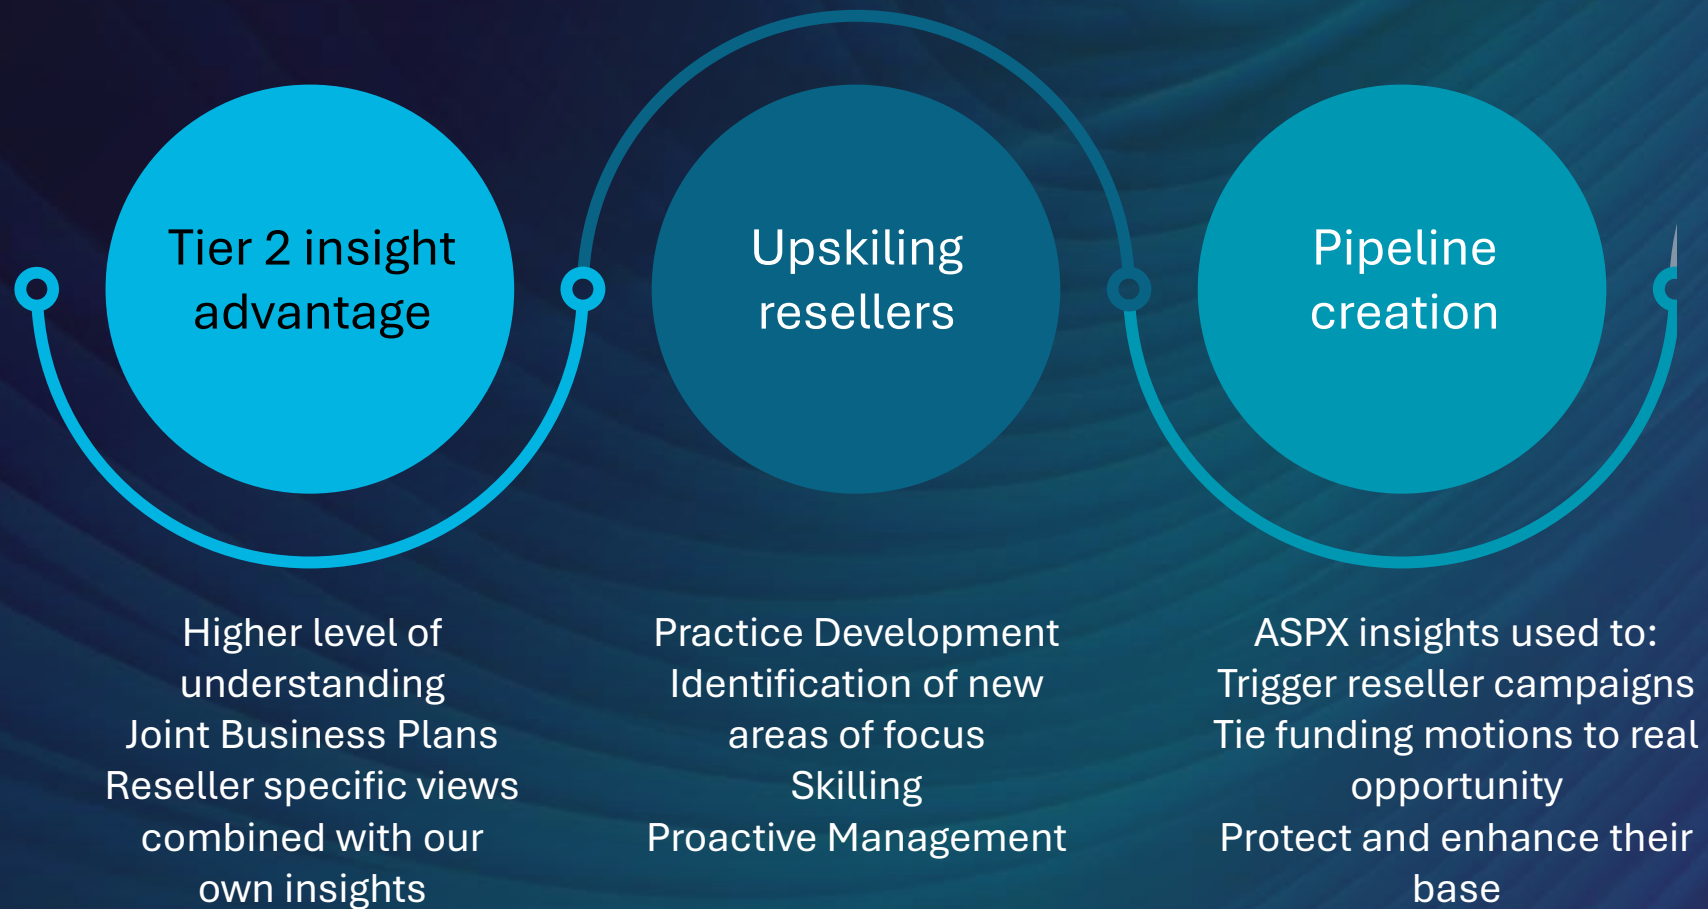 Tier 2 insight
advantage
Higher level of
understanding
Joint Business Plans
Reseller specific views
combined with our
own insights
Upskiling
resellers
Practice Development
Identification of new
areas of focus
Skilling
Proactive Management
Pipeline
creation
ASPX insights used to:
Trigger reseller campaigns
Tie funding motions to real
opportunity
Protect and enhance their
base